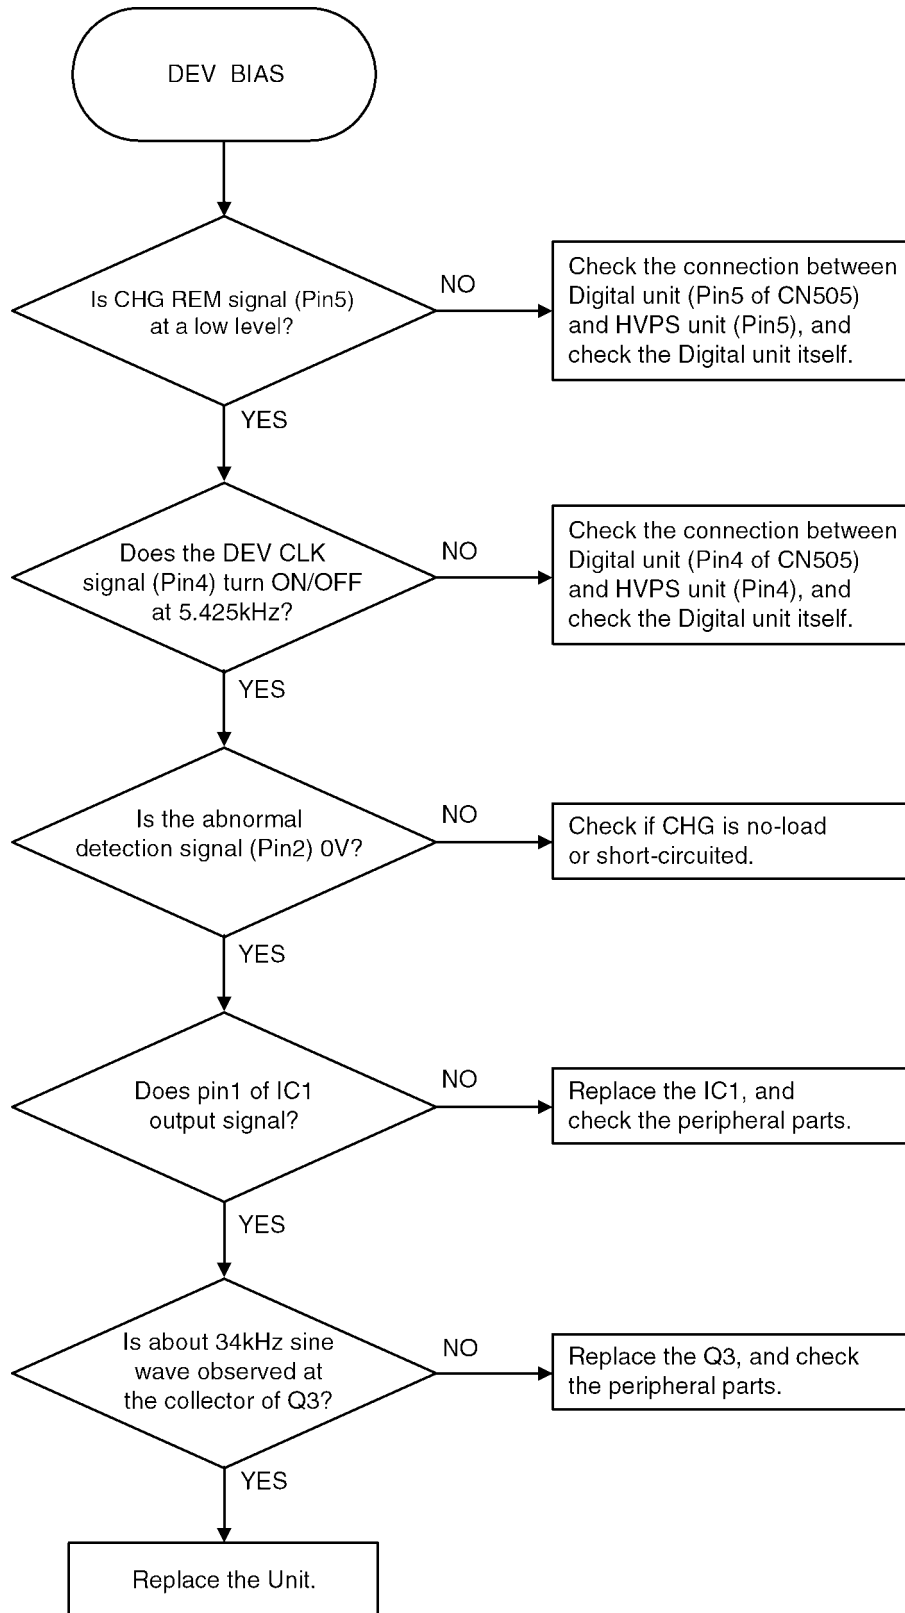 DEV BIAS
Is CHG REM signal (Pin5)
at a low level?
NO
Check the connection between
Digital unit (Pin5 of CN505)
and HVPS unit (Pin5), and
check the Digital unit itself.
YES
Does the DEV CLK
signal (Pin4) turn ON/OFF
at 5.425kHz?
NO
Check the connection between
Digital unit (Pin4 of CN505)
and HVPS unit (Pin4), and
check the Digital unit itself.
YES
Is the abnormal
detection signal (Pin2) 0V?
NO
Check if CHG is no-load
or short-circuited.
YES
Does pin1 of IC1
output signal?
NO
Replace the IC1, and
check the peripheral parts.
YES
Is about 34kHz sine
wave observed at
the collector of Q3?
NO
Replace the Q3, and check
the peripheral parts.
YES
Replace the Unit.